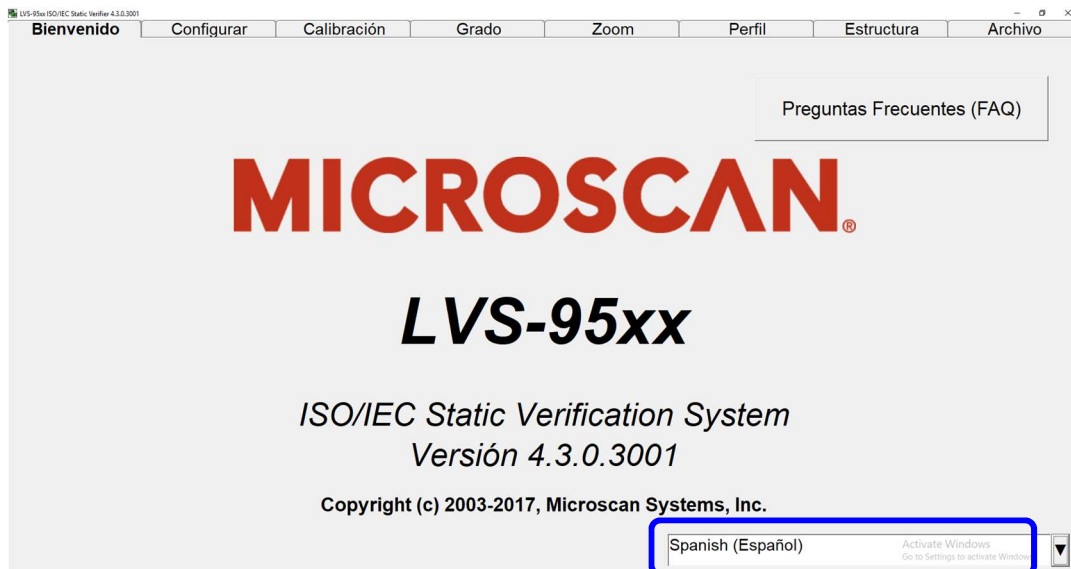 LVS-95xx ISO/IEC Static Verifier 4.3.0.3001
Bienvenido Configurar Calibración Grado Zoom Perfil Estructura Archivo
Preguntas Frecuentes (FAQ)
MICROSCAN®
LVS-95xx
ISO/IEC Static Verification System
Versión 4.3.0.3001
Copyright (c) 2003-2017, Microscan Systems, Inc.
Spanish (Español)
Activate Windows
Go to Settings to activate Window